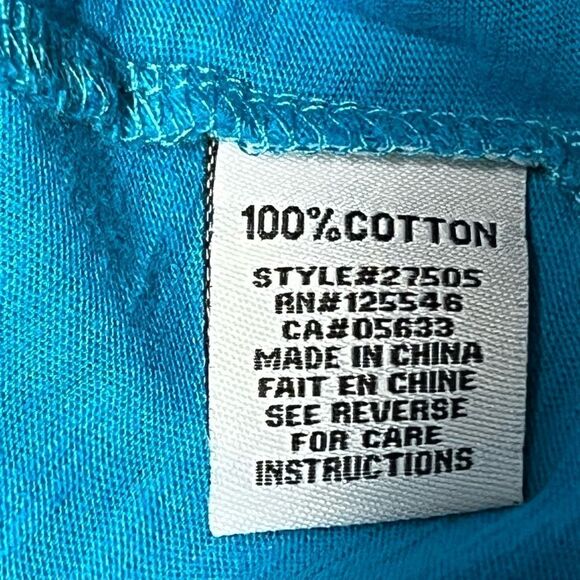 100%COTTON
STYLE#27505
RN#125546
CA#05633
MADE IN CHINA
FAIT EN CHINE
SEE REVERSE
FOR CARE
INSTRUCTIONS